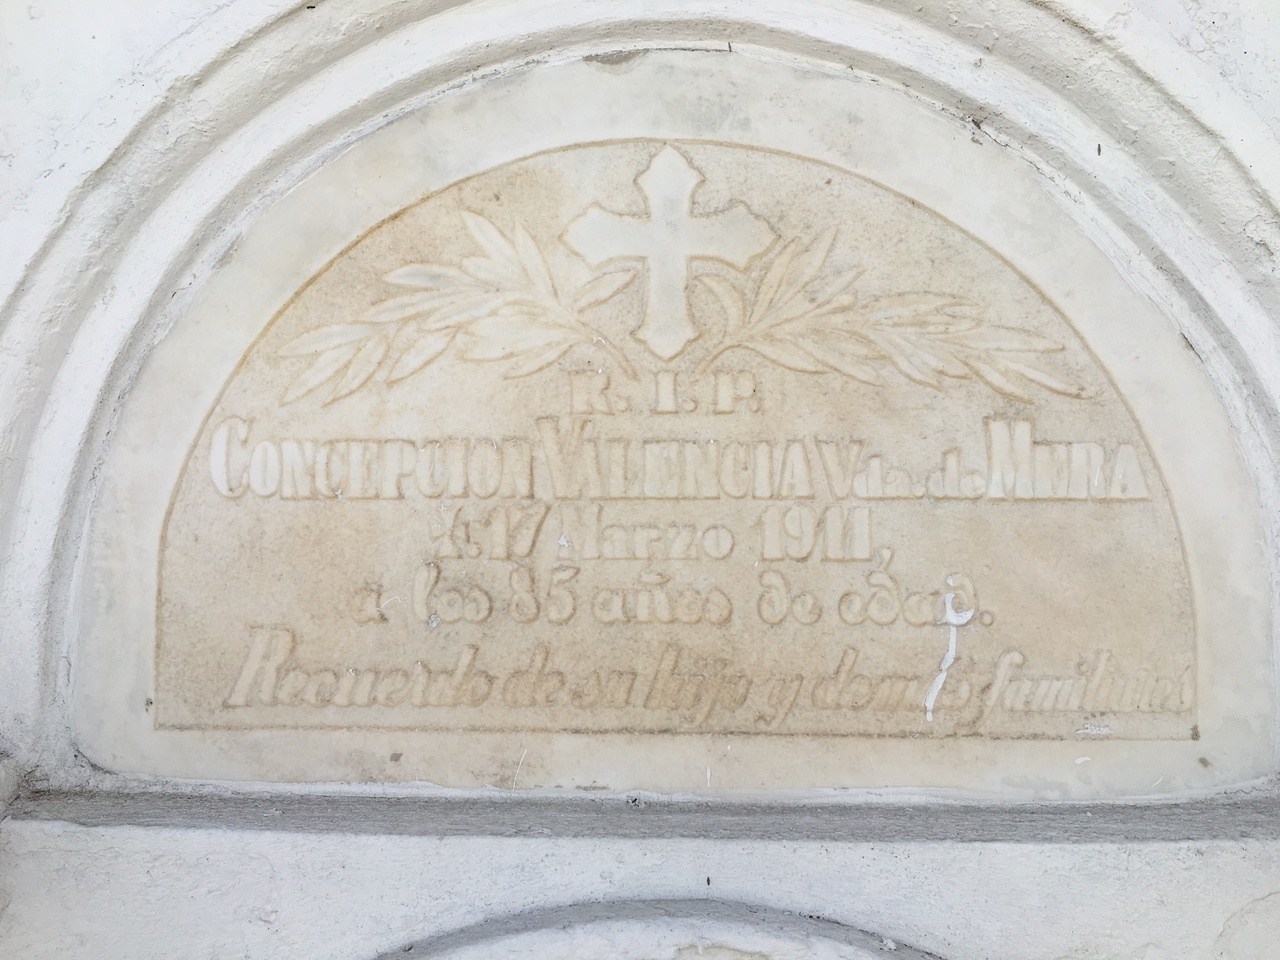 R. I. P.
CONCEPCION VALENCIA Vda. de MERA
17 Marzo 1911,
a los 85 años de edad.
Recuerdo de su hijo y demás familiares